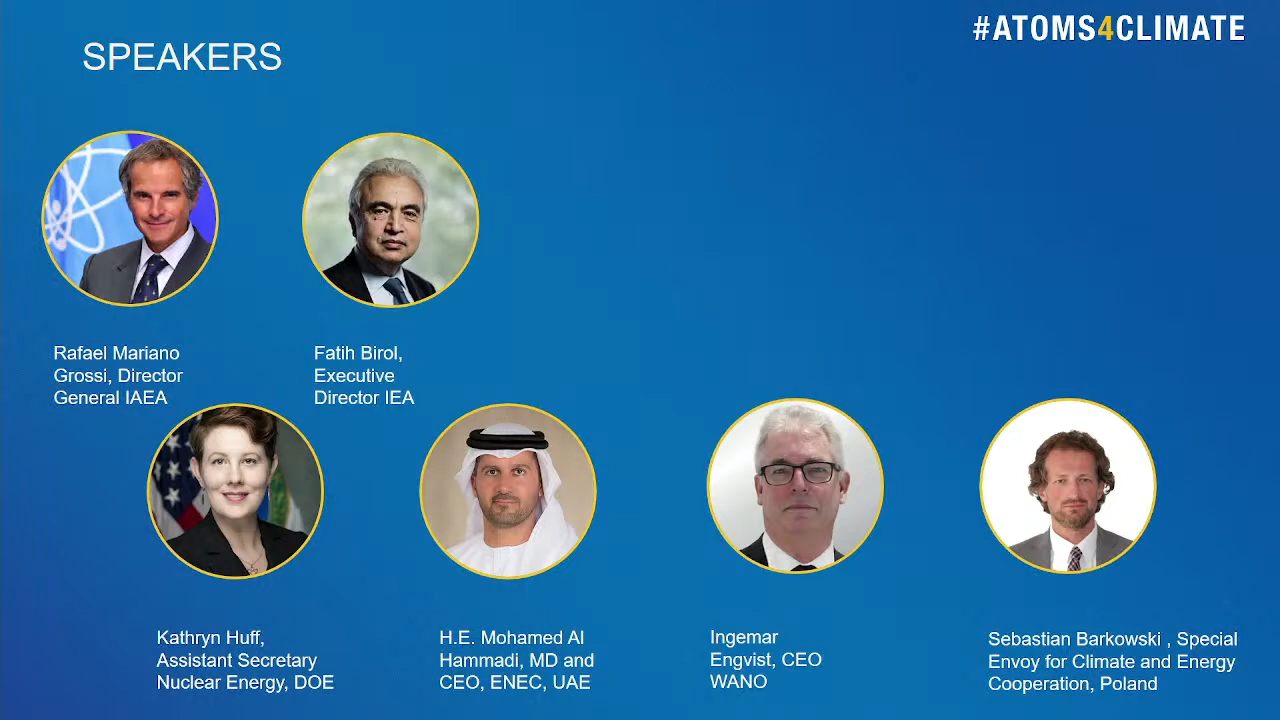 #ATOMS4CLIMATE
SPEAKERS
Rafael Mariano
Grossi, Director
General IAEA
Fatih Birol,
Executive
Director IEA
Kathryn Huff,
Assistant Secretary
Nuclear Energy, DOE
H.E. Mohamed Al
Hammadi, MD and
CEO, ENEC, UAE
Ingemar
Engvist, CEO
WANO
Sebastian Barkowski , Special
Envoy for Climate and Energy
Cooperation, Poland